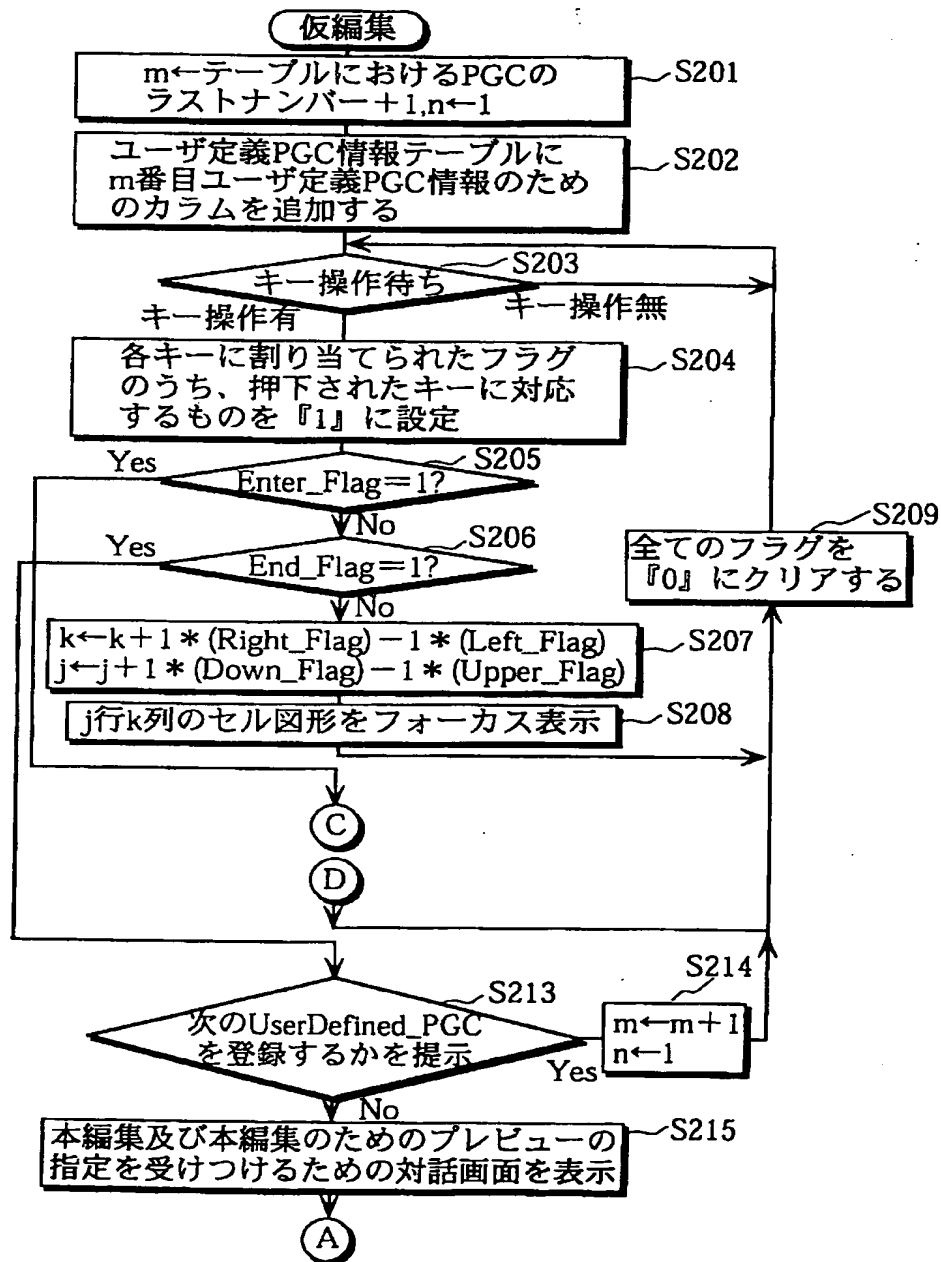 仮編集
m←テーブルにおけるPGCの
ラストナンバー＋1,n←1
S201
ユーザ定義PGC情報テーブルに
m番目ユーザ定義PGC情報のため
のカラムを追加する
S202
S203
キー操作待ち
キー操作有
キー操作無
各キーに割り当てられたフラグ
のうち、押下されたキーに対応
するものを『1』に設定
S204
Yes
S205
Enter_Flag＝1?
No
Yes
S206
End_Flag＝1?
No
S209
全てのフラグを
『0』にクリアする
k←k＋1＊(Right_Flag)－1＊(Left_Flag)
j←j＋1＊(Down_Flag)－1＊(Upper_Flag)
S207
j行k列のセル図形をフォーカス表示
S208
C
D
S213
次のUserDefined_PGC
を登録するかを提示
Yes
S214
m←m＋1
n←1
No
本編集及び本編集のためのプレビューの
指定を受けつけるための対話画面を表示
S215
A